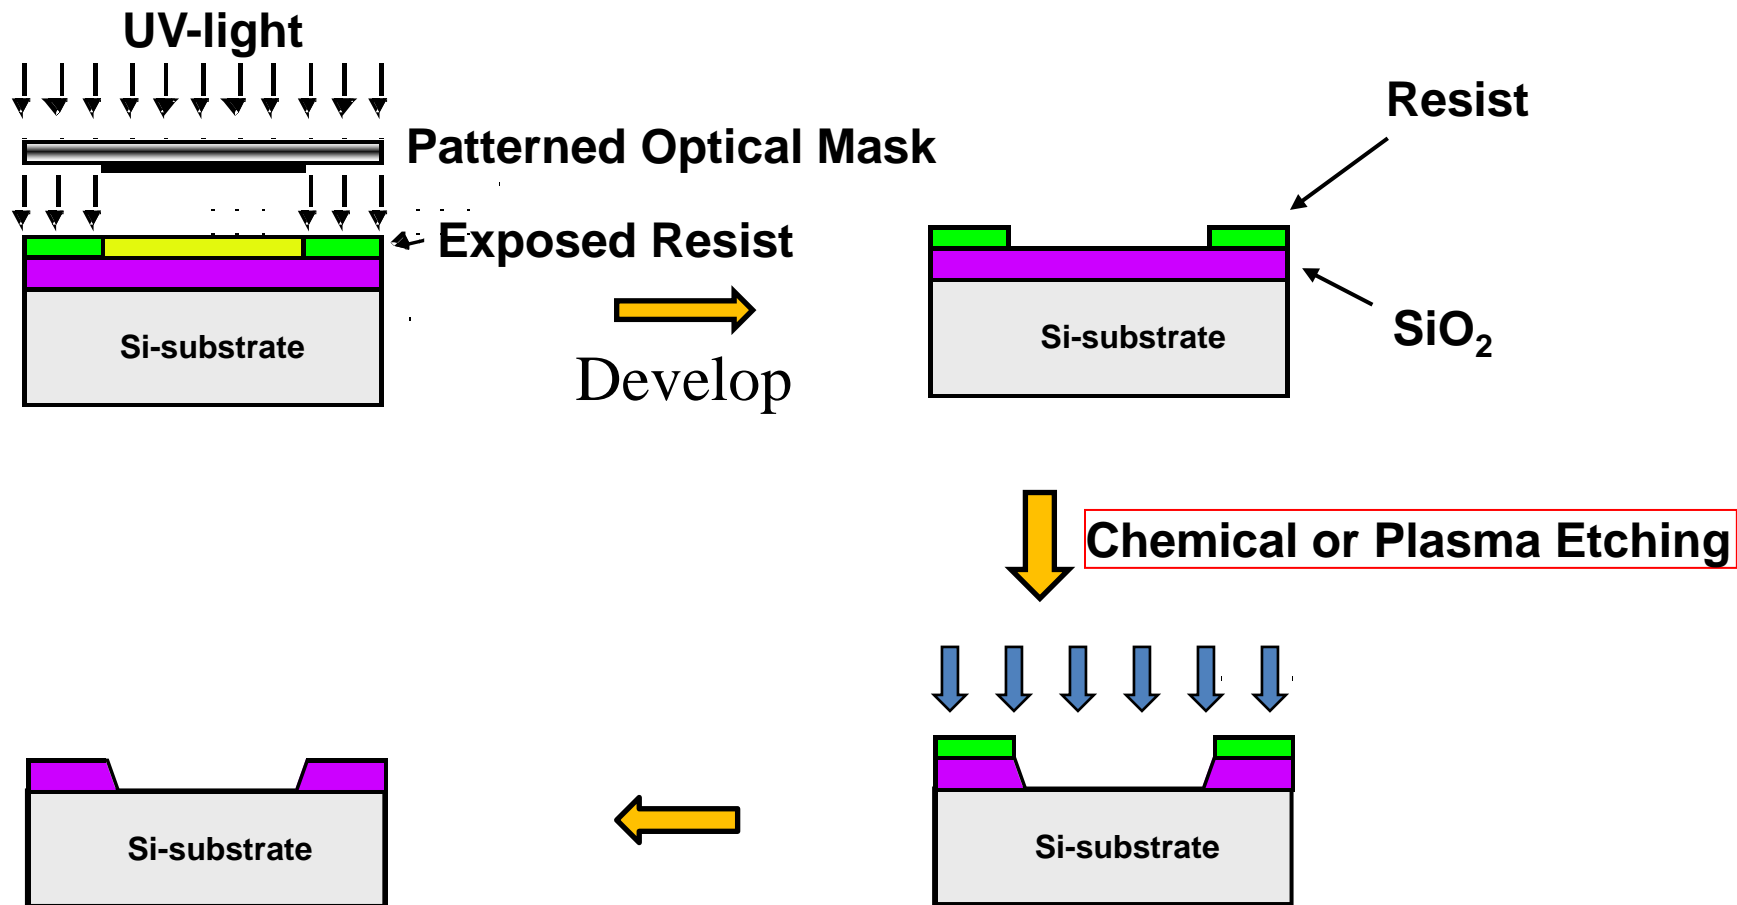 UV-light
Patterned Optical Mask
Exposed Resist
Si-substrate
Develop
Resist
Si-substrate
SiO₂
Chemical or Plasma Etching
Si-substrate
Si-substrate